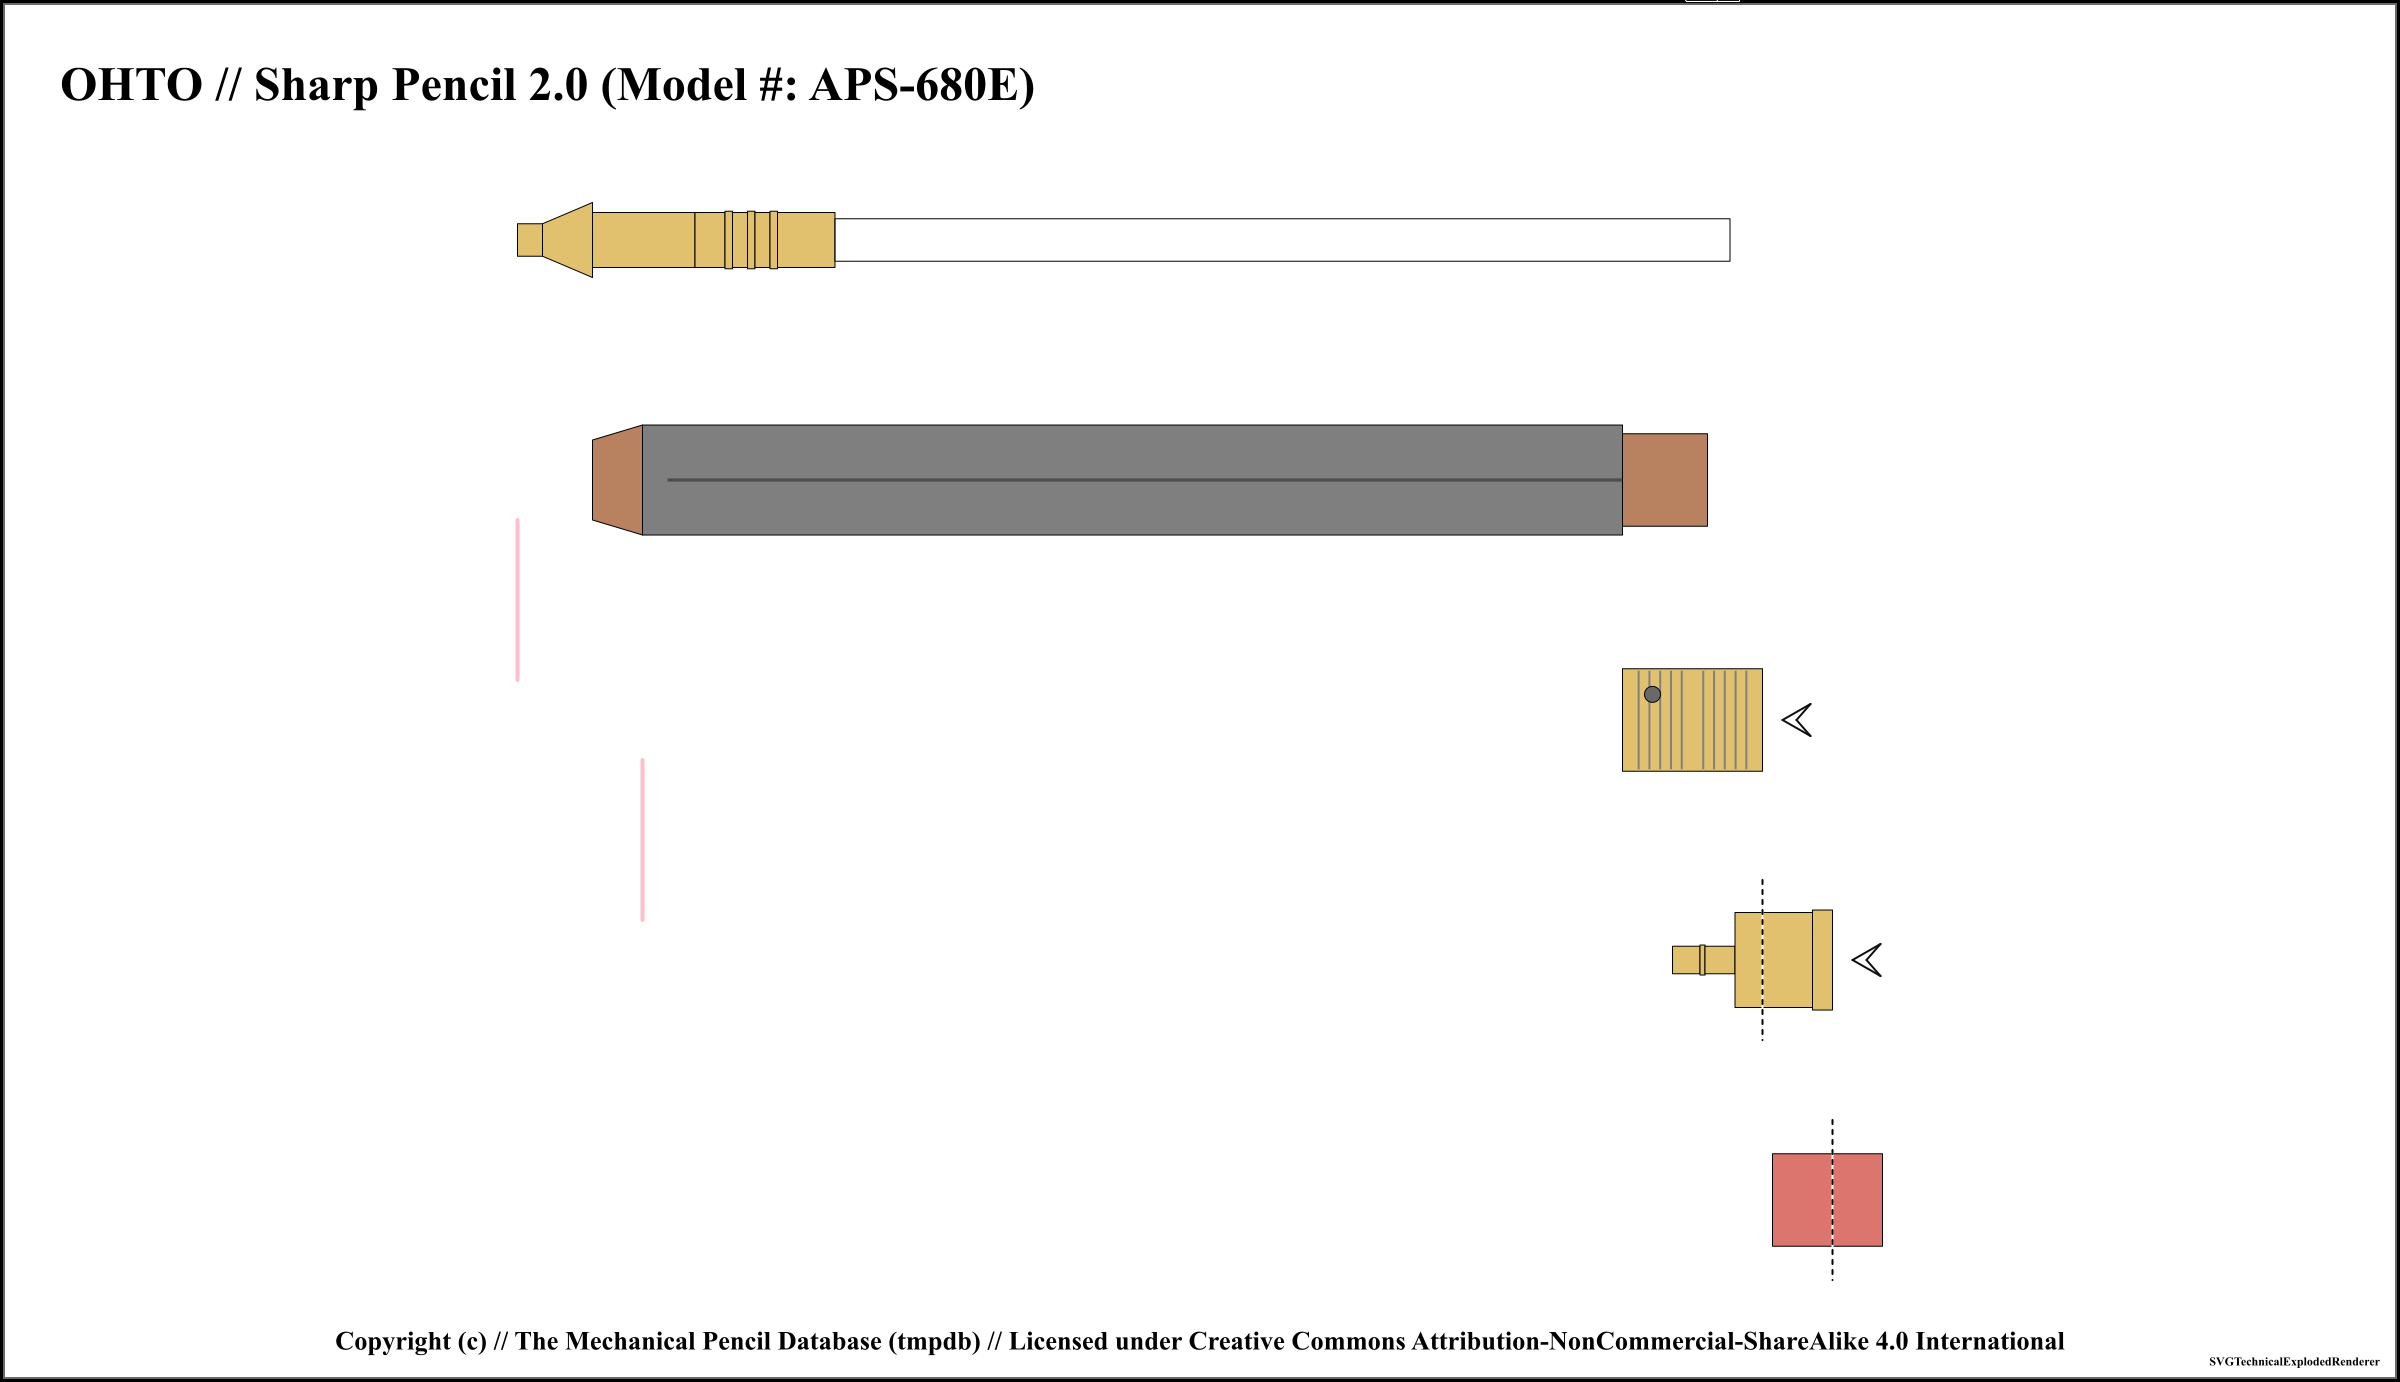 OHTO // Sharp Pencil 2.0 (Model #: APS-680E)
Copyright (c) // The Mechanical Pencil Database (tmpdb) // Licensed under Creative Commons Attribution-NonCommercial-ShareAlike 4.0 International
SVGTechnicalExplodedRenderer